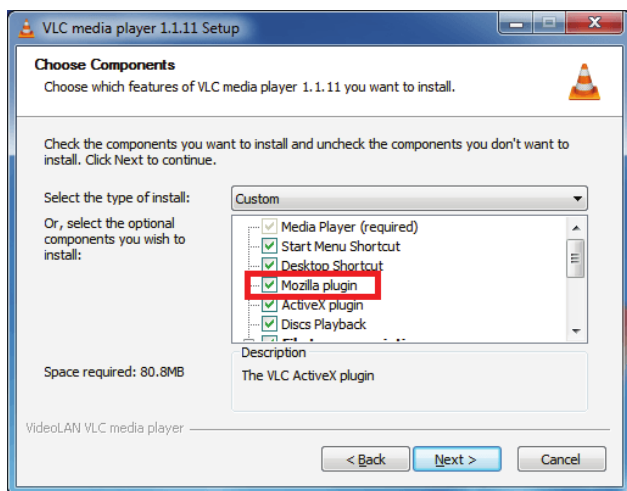 VLC media player 1.1.11 Setup
Choose Components
Choose which features of VLC media player 1.1.11 you want to install.
Check the components you want to install and uncheck the components you don't want to
install. Click Next to continue.
Select the type of install:
Custom
Or, select the optional
components you wish to
install:
Media Player (required)
Start Menu Shortcut
Desktop Shortcut
Mozilla plugin
ActiveX plugin
Discs Playback
Space required: 80.8MB
Description
The VLC ActiveX plugin
VideoLAN VLC media player
< Back
Next >
Cancel